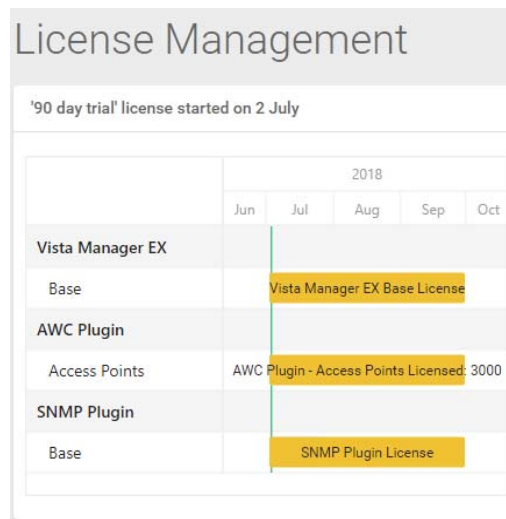 License Management
'90 day trial' license started on 2 July
2018
Jun Jul Aug Sep Oct
Vista Manager EX
Base Vista Manager EX Base License
AWC Plugin
Access Points AWC Plugin - Access Points Licensed: 3000
SNMP Plugin
Base SNMP Plugin License